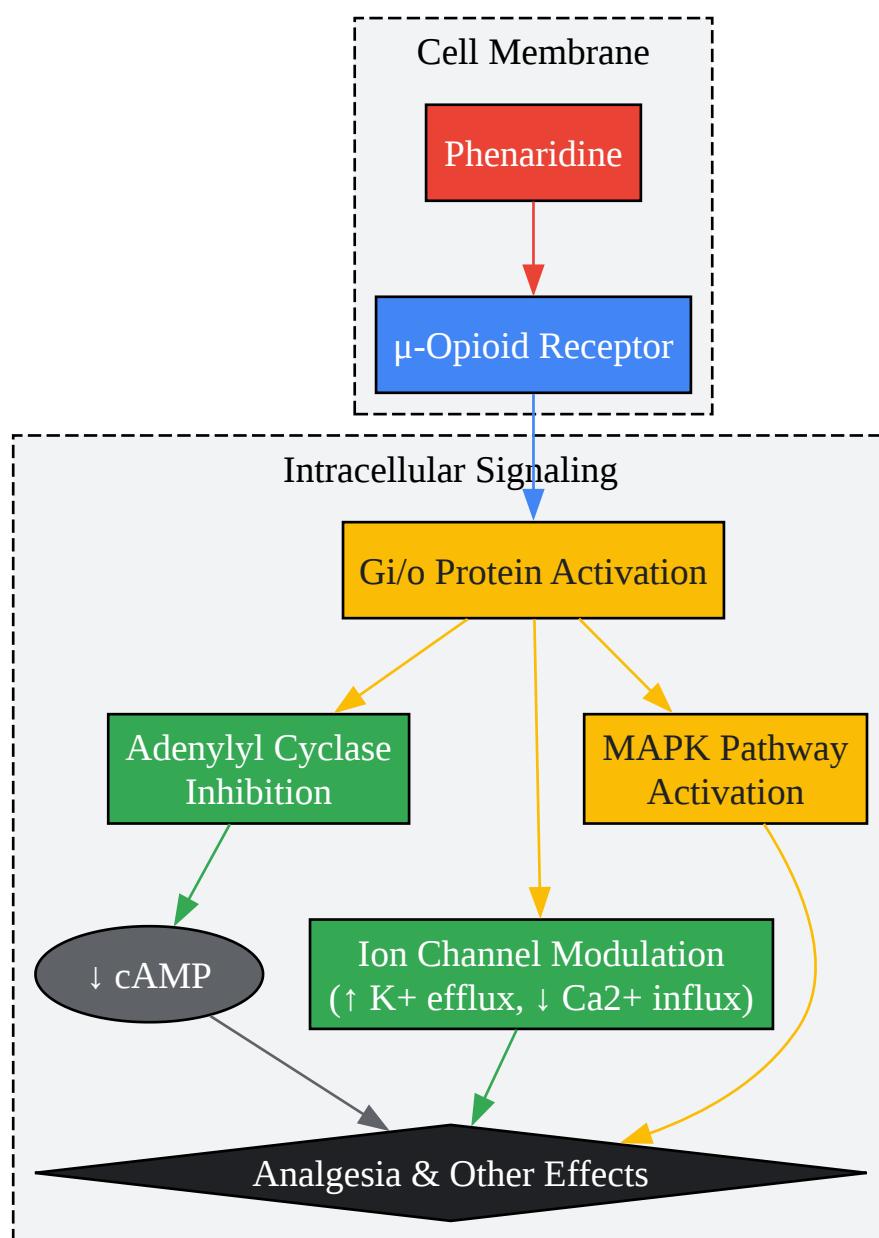 Cell Membrane
Phenaridine
μ-Opioid Receptor
Intracellular Signaling
Gi/o Protein Activation
Adenylyl Cyclase
Inhibition
MAPK Pathway
Activation
↓ cAMP
Ion Channel Modulation
(↑ K+ efflux, ↓ Ca2+ influx)
Analgesia & Other Effects